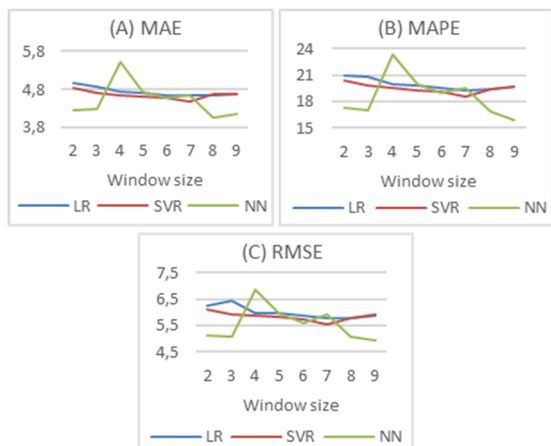 (A) MAE
5,8
4,8
3,8
2 3 4 5 6 7 8 9
Window size
LR SVR NN
(B) MAPE
24
21
18
15
2 3 4 5 6 7 8 9
Window size
LR SVR NN
(C) RMSE
7,5
6,5
5,5
4,5
2 3 4 5 6 7 8 9
Window size
LR SVR NN